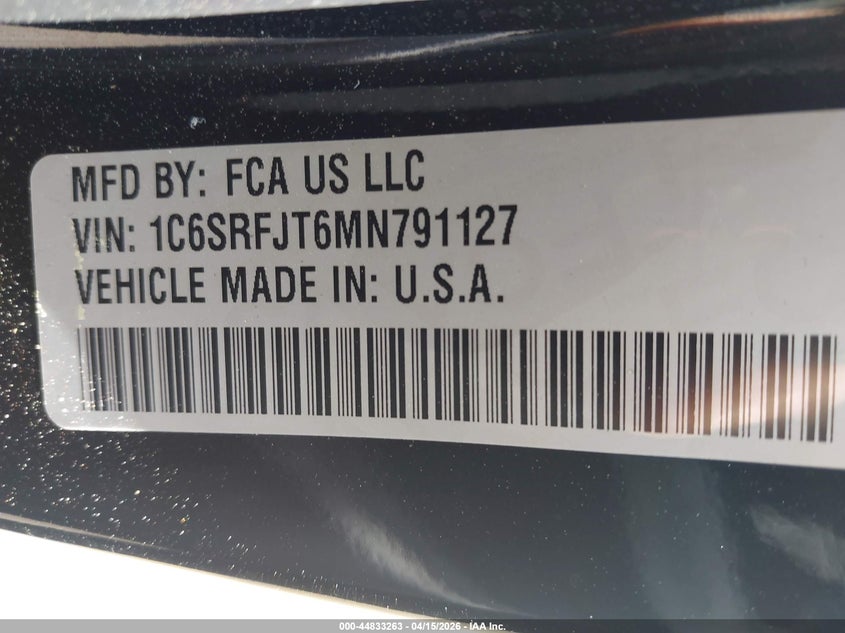 MFD BY: FCA US LLC
VIN: 1C6SRFJT6MN791127
VEHICLE MADE IN: U.S.A.
000-44833263 - 04/15/2026 - IAA Inc.